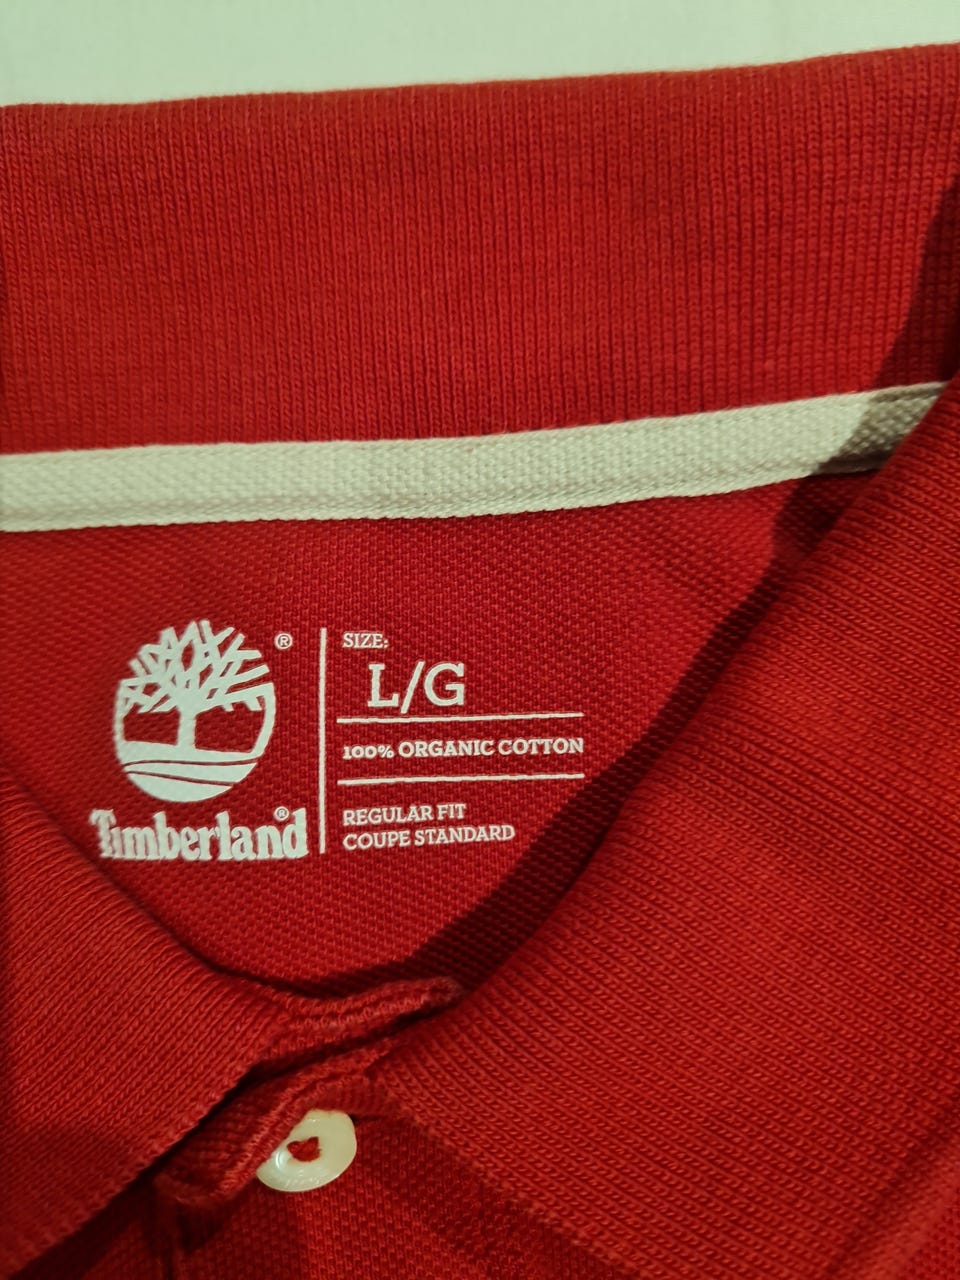 Timberland®
®
SIZE:
L/G
100% ORGANIC COTTON
REGULAR FIT
COUPE STANDARD